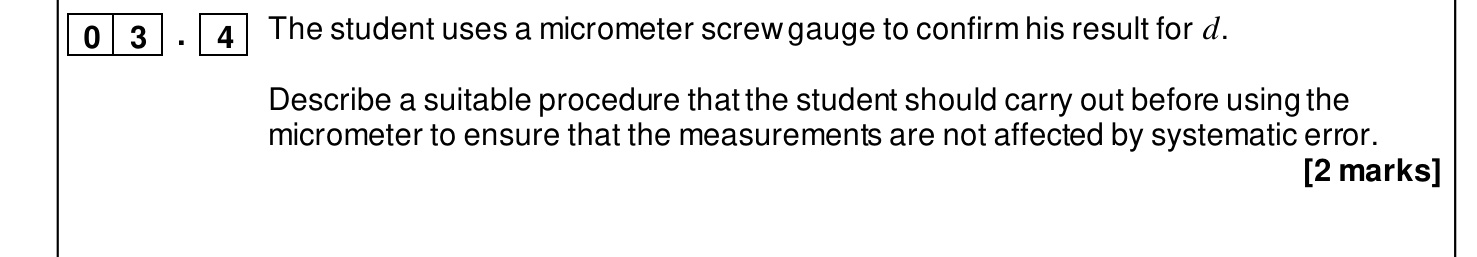 03.4 The student uses a micrometer screw gauge to confirm his result for d.
Describe a suitable procedure that the student should carry out before using the
micrometer to ensure that the measurements are not affected by systematic error.
[2 marks]